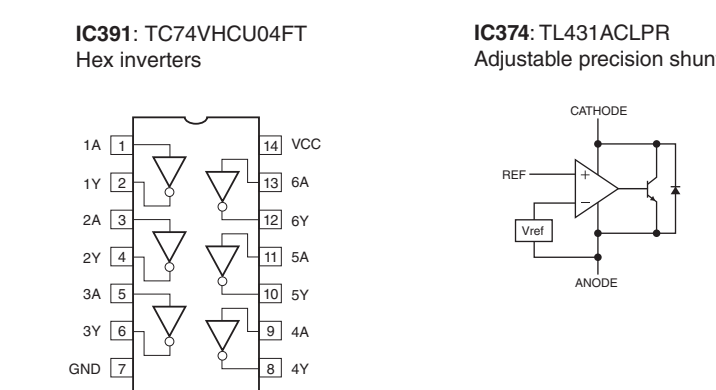 IC391: TC74VHCU04FT
Hex inverters
1A 1
1Y 2
2A 3
2Y 4
3A 5
3Y 6
GND 7
14 VCC
13 6A
12 6Y
11 5A
10 5Y
9 4A
8 4Y
IC374: TL431ACLPR
Adjustable precision shun
CATHODE
REF
+
−
Vref
ANODE